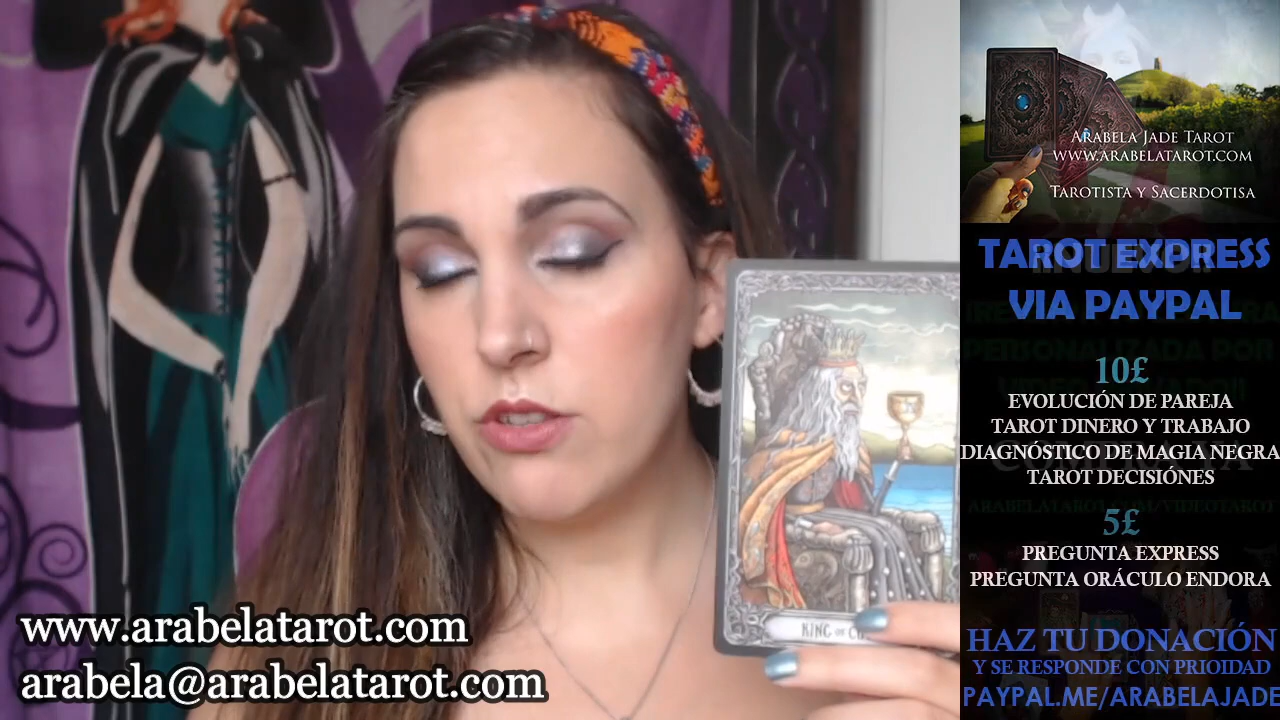 www.arabelatarot.com
arabela@arabelatarot.com
KING OF
Arabela Jade Tarot
www.arabelatarot.com
Tarotista y Sacerdotisa
TAROT EXPRESS
VIA PAYPAL
10£
EVOLUCIÓN DE PAREJA
TAROT DINERO Y TRABAJO
DIAGNÓSTICO DE MAGIA NEGRA
TAROT DECISIÓNES
5£
PREGUNTA EXPRESS
PREGUNTA ORÁCULO ENDORA
HAZ TU DONACIÓN
Y SE RESPONDE CON PRIOIDAD
PAYPAL.ME/ARABELAJADE